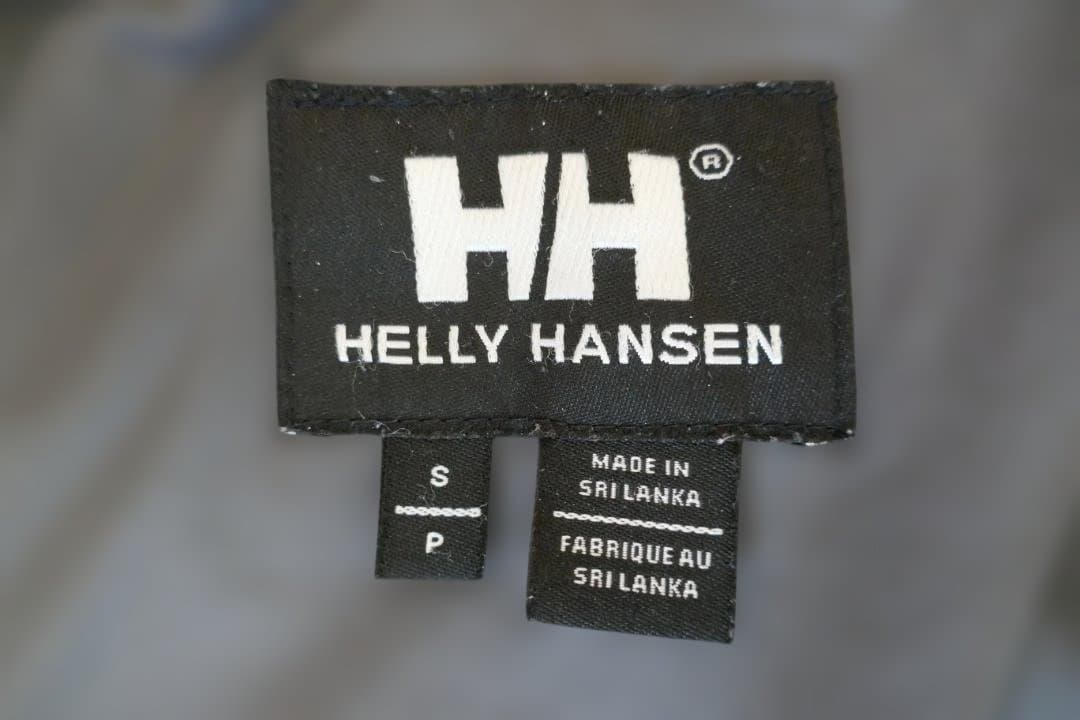 HH®
HELLY HANSEN
S
P
MADE IN
SRI LANKA
FABRIQUE AU
SRI LANKA